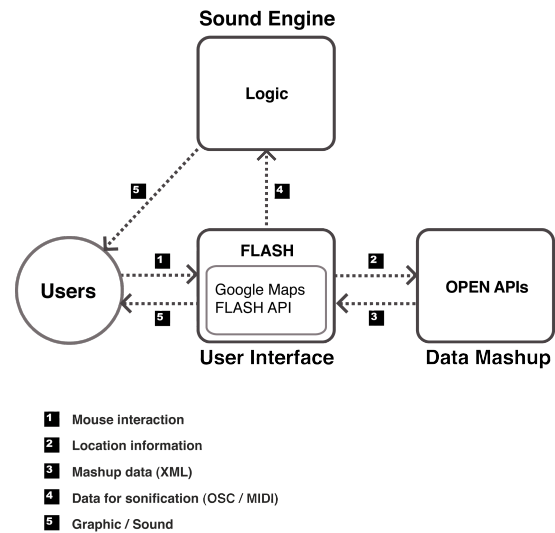 Sound Engine
Logic
5
4
FLASH
1
2
Users
Google Maps
FLASH API
OPEN APIs
5
3
User Interface
Data Mashup
1 Mouse interaction
2 Location information
3 Mashup data (XML)
4 Data for sonification (OSC / MIDI)
5 Graphic / Sound